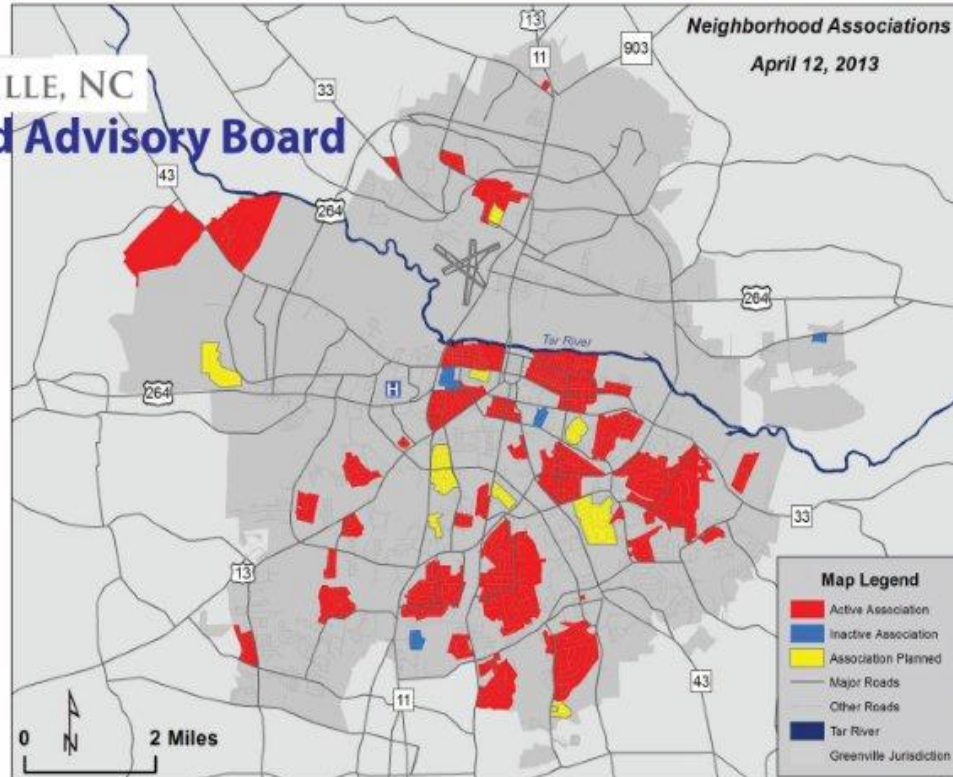 LLE, NC
d Advisory Board
Neighborhood Associations
April 12, 2013
13
11
903
33
43
264
264
Tar River
264
H
33
13
11
43
0 2 Miles
N
Map Legend
Active Association
Inactive Association
Association Planned
Major Roads
Other Roads
Tar River
Greenville Jurisdiction